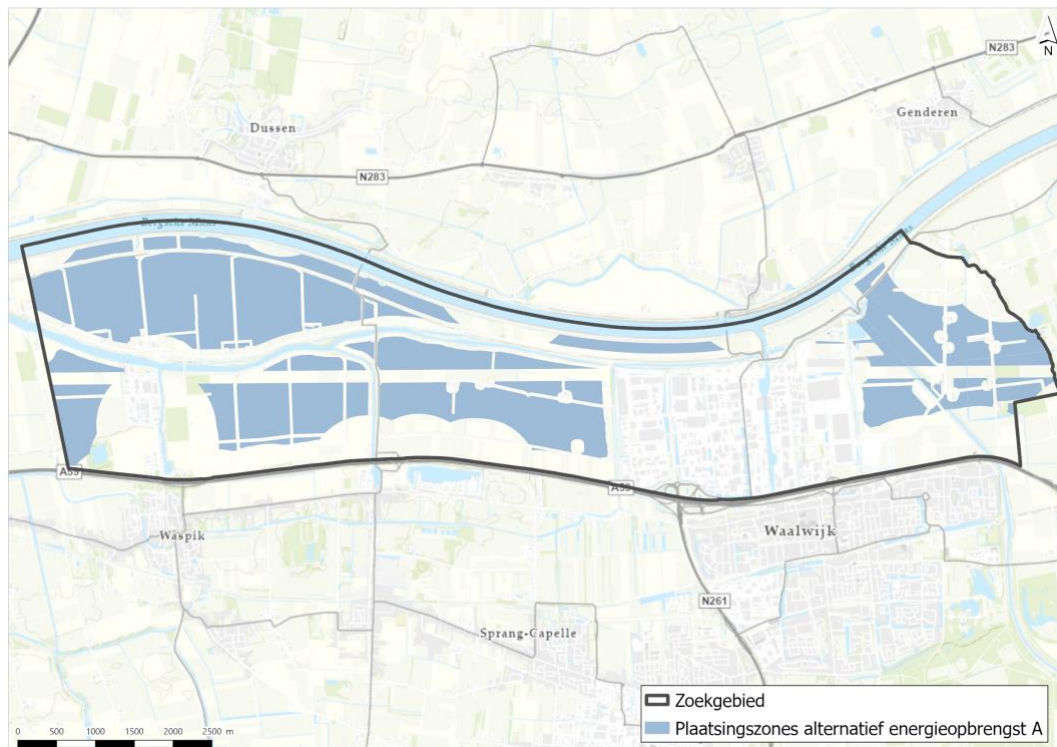 N283
N
Genderen
Dussen
N283
Bergsche Maas
A59
A59
Waalwijk
Waspik
N261
Sprang-Capelle
Zoekgebied
Plaatsingszones alternatief energieopbrengst A
0 500 1000 1500 2000 2500 m